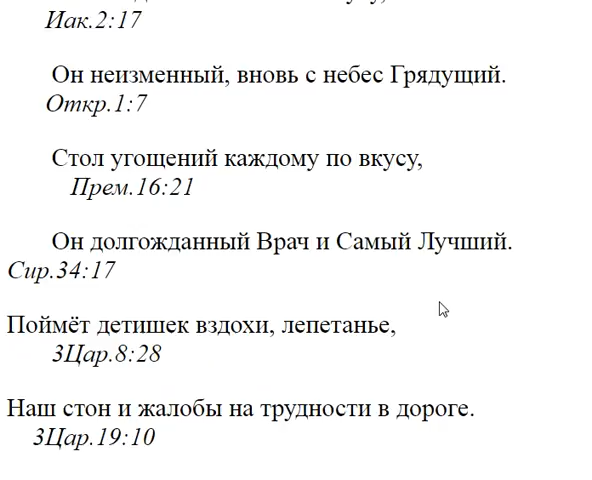 Иак.2:17
Он неизменный, вновь с небес Грядущий.
Откр.1:7
Стол угощений каждому по вкусу,
Прем.16:21
Он долгожданный Врач и Самый Лучший.
Сир.34:17
Поймёт детишек вздохи, лепетанье,
3Цар.8:28
Наш стон и жалобы на трудности в дороге.
3Цар.19:10